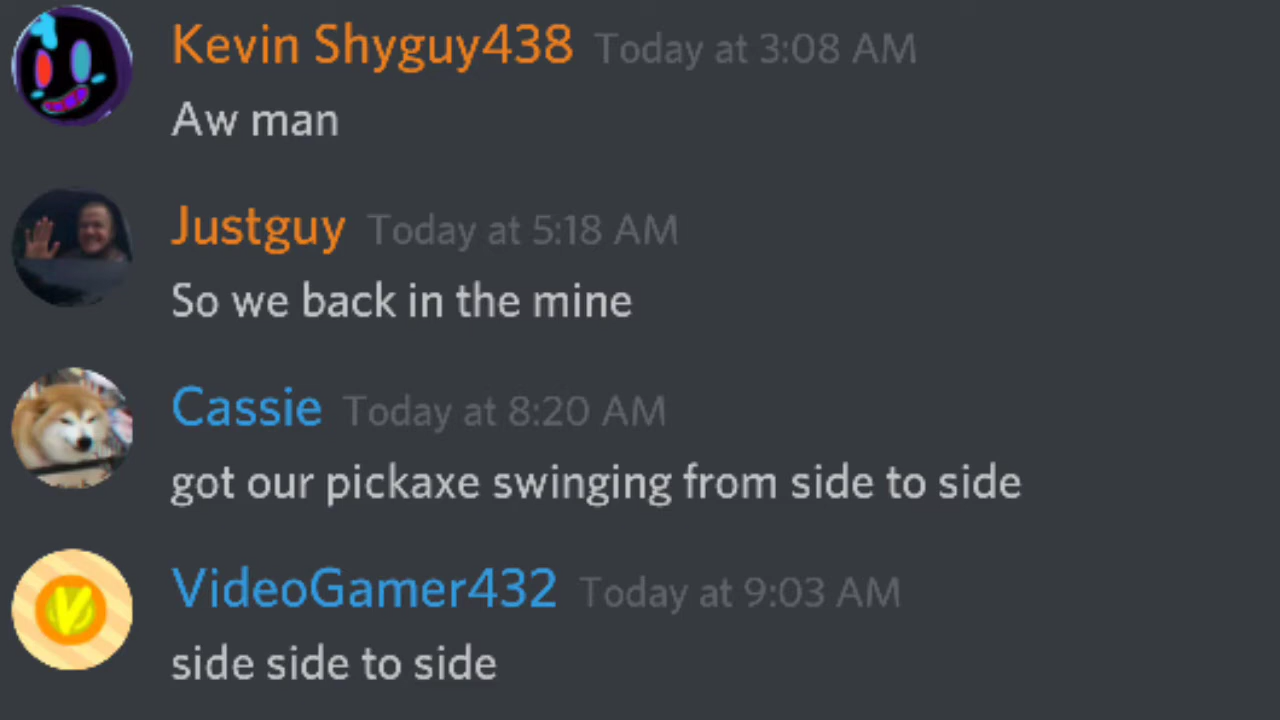 Kevin Shyguy438 Today at 3:08 AM
Aw man
Justguy Today at 5:18 AM
So we back in the mine
Cassie Today at 8:20 AM
got our pickaxe swinging from side to side
VideoGamer432 Today at 9:03 AM
side side to side